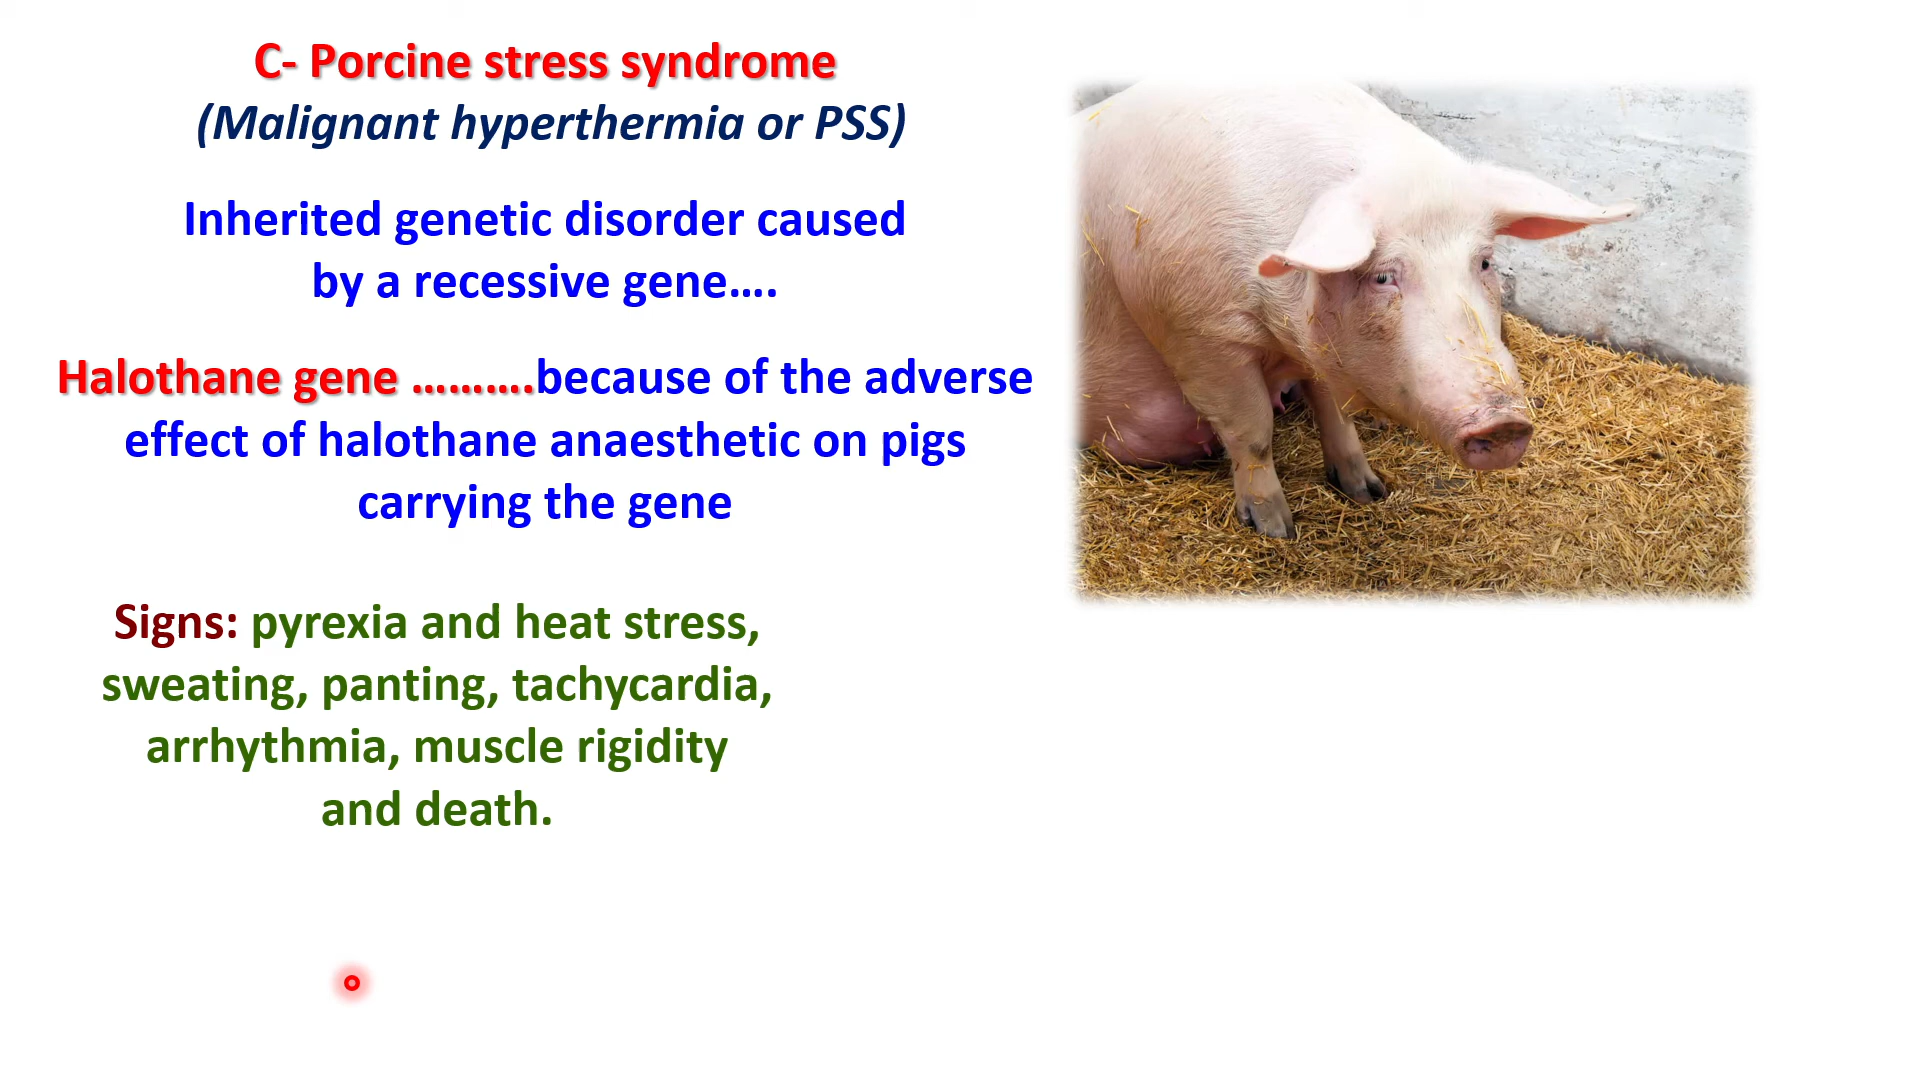 C- Porcine stress syndrome
(Malignant hyperthermia or PSS)
Inherited genetic disorder caused
by a recessive gene….
Halothane gene ……….because of the adverse
effect of halothane anaesthetic on pigs
carrying the gene
Signs: pyrexia and heat stress,
sweating, panting, tachycardia,
arrhythmia, muscle rigidity
and death.